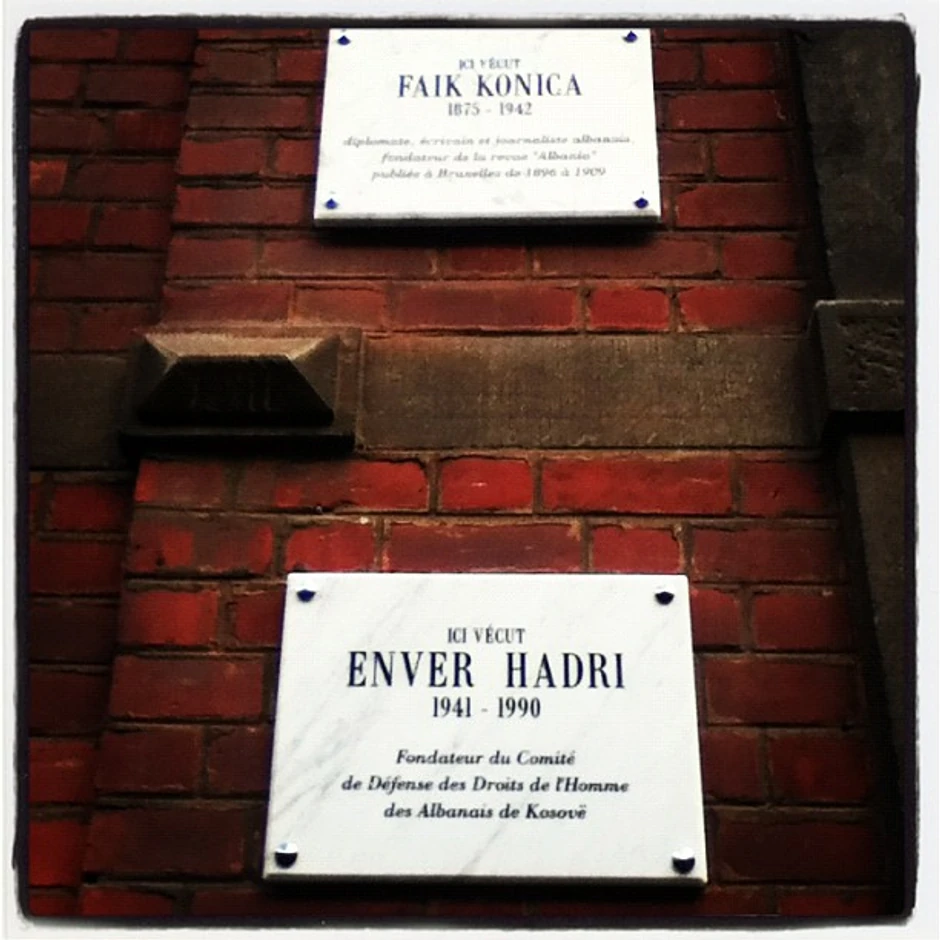 ICI VÉCUT
FAIK KONICA
1875 - 1942
diplomate, écrivain et journaliste albanais,
fondateur de la revue "Albania"
publiée à Bruxelles de 1896 à 1909
ICI VÉCUT
ENVER HADRI
1941 - 1990
Fondateur du Comité
de Défense des Droits de l'Homme
des Albanais de Kosovë